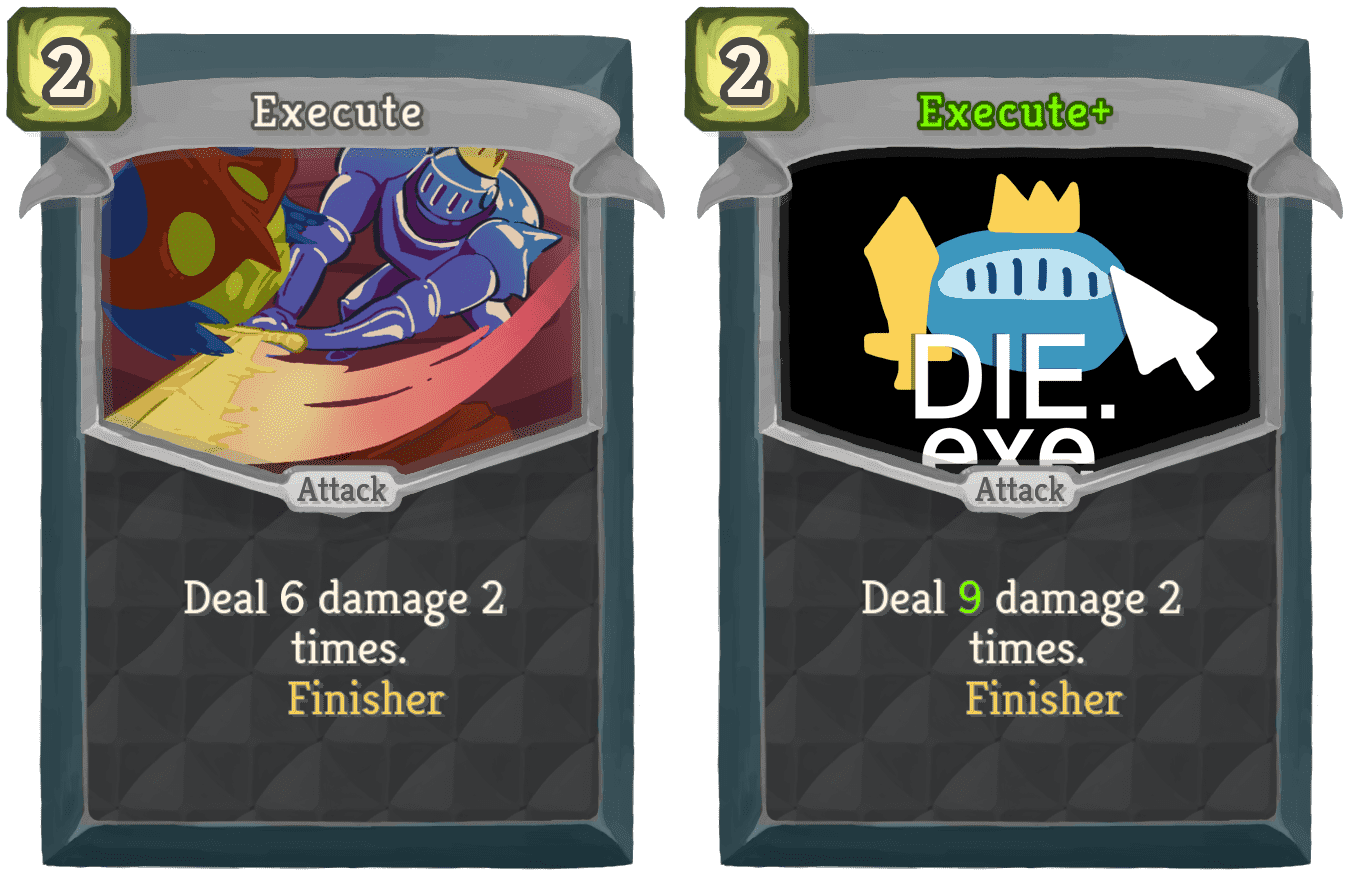 2
Execute
Attack
Deal 6 damage 2
times.
Finisher
2
Execute+
DIE.
exe
Attack
Deal 9 damage 2
times.
Finisher